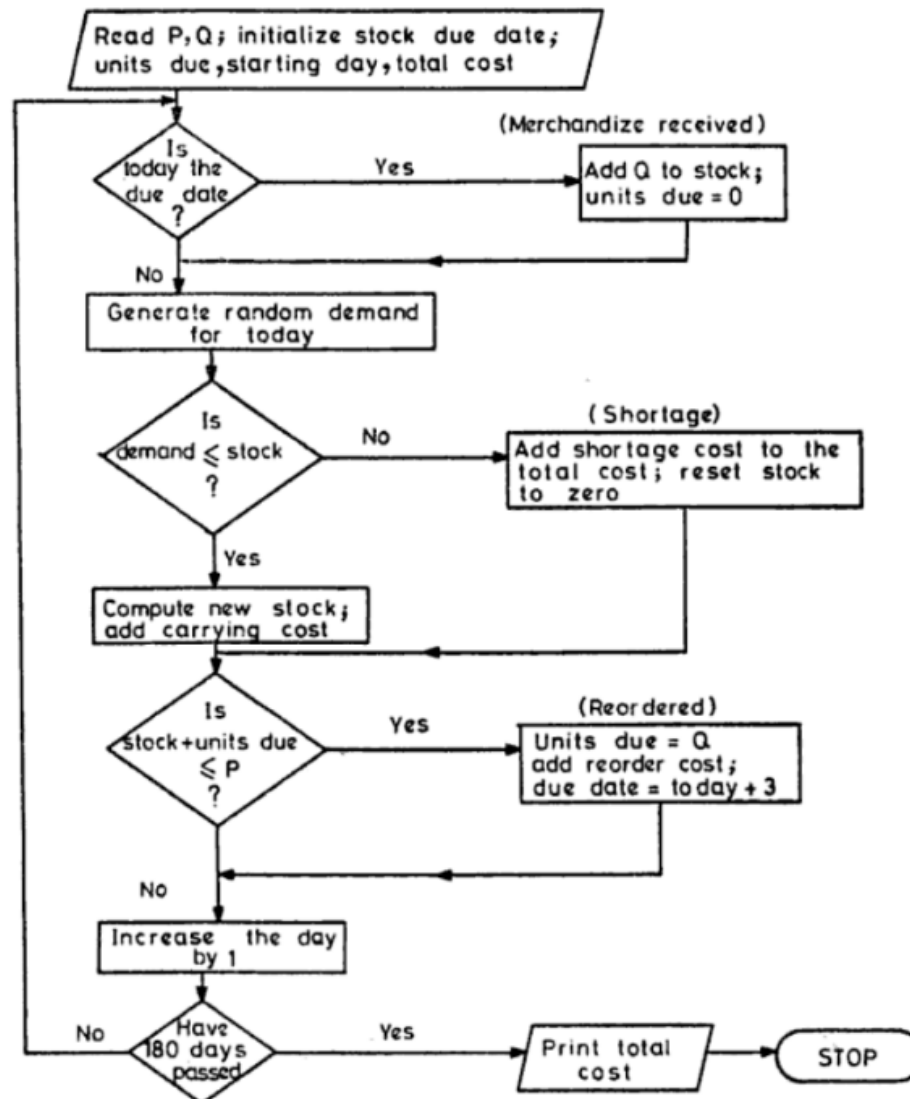 Read P,Q; initialize stock due date;
units due,starting day,total cost
Is
today the
due date
?
Yes
(Merchandize received)
Add Q to stock;
units due = 0
No
Generate random demand
for today
Is
demand ≤ stock
?
No
(Shortage)
Add shortage cost to the
total cost; reset stock
to zero
Yes
Compute new stock;
add carrying cost
Is
stock+units due
≤ P
?
Yes
(Reordered)
Units due = Q
add reorder cost;
due date = today + 3
No
Increase the day
by 1
Have
180 days
passed
No
Yes
Print total
cost
STOP